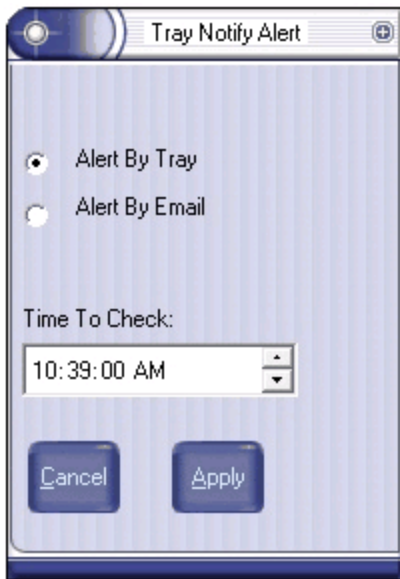 Tray Notify Alert
Alert By Tray
Alert By Email
Time To Check:
10:39:00 AM
Cancel
Apply